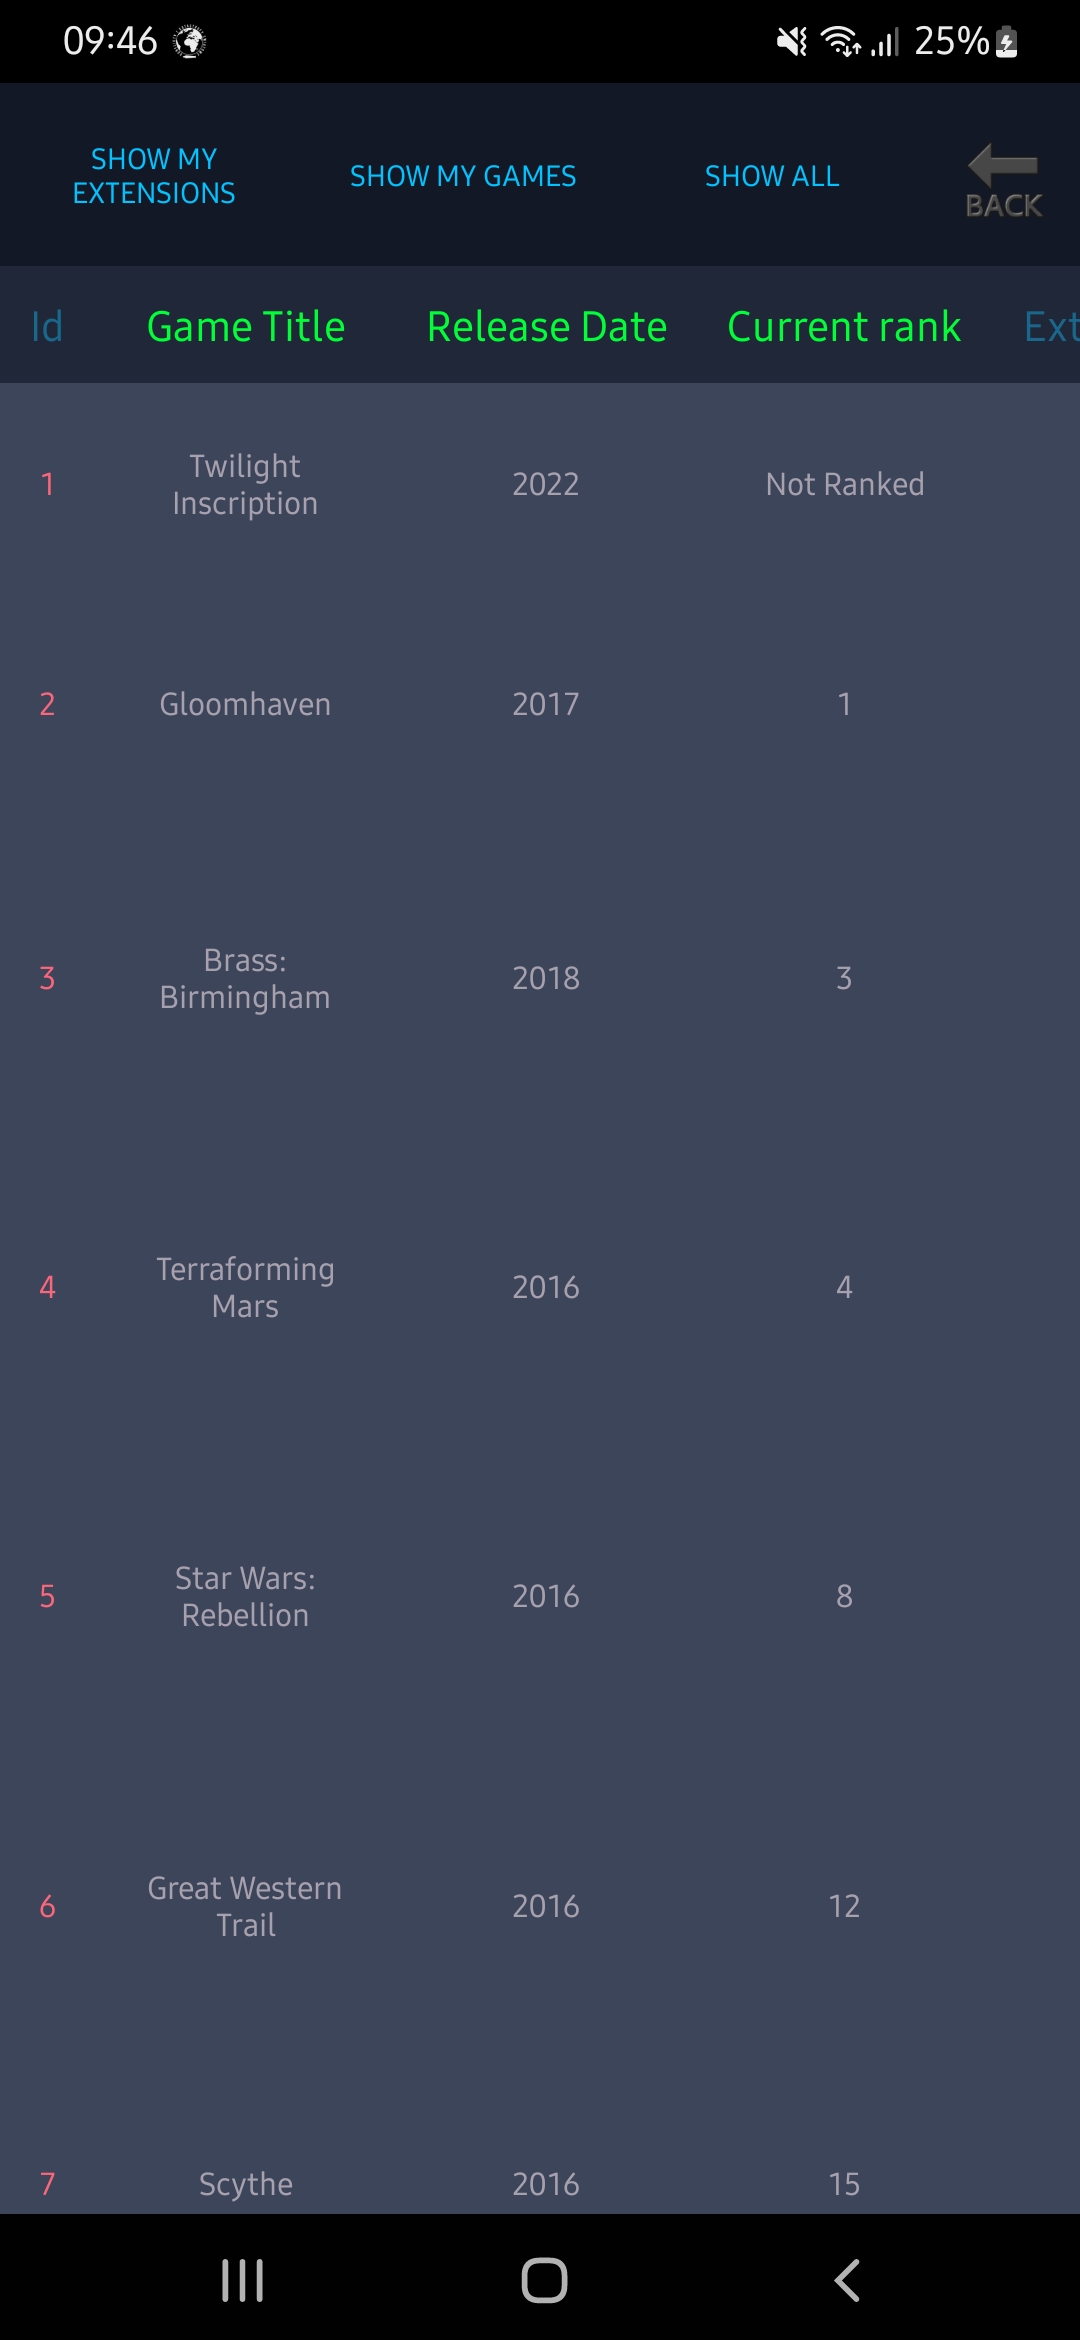 09:46
25%
SHOW MY
EXTENSIONS
SHOW MY GAMES
SHOW ALL
BACK
Id Game Title Release Date Current rank Ext
1 Twilight Inscription 2022 Not Ranked
2 Gloomhaven 2017 1
3 Brass: Birmingham 2018 3
4 Terraforming Mars 2016 4
5 Star Wars: Rebellion 2016 8
6 Great Western Trail 2016 12
7 Scythe 2016 15